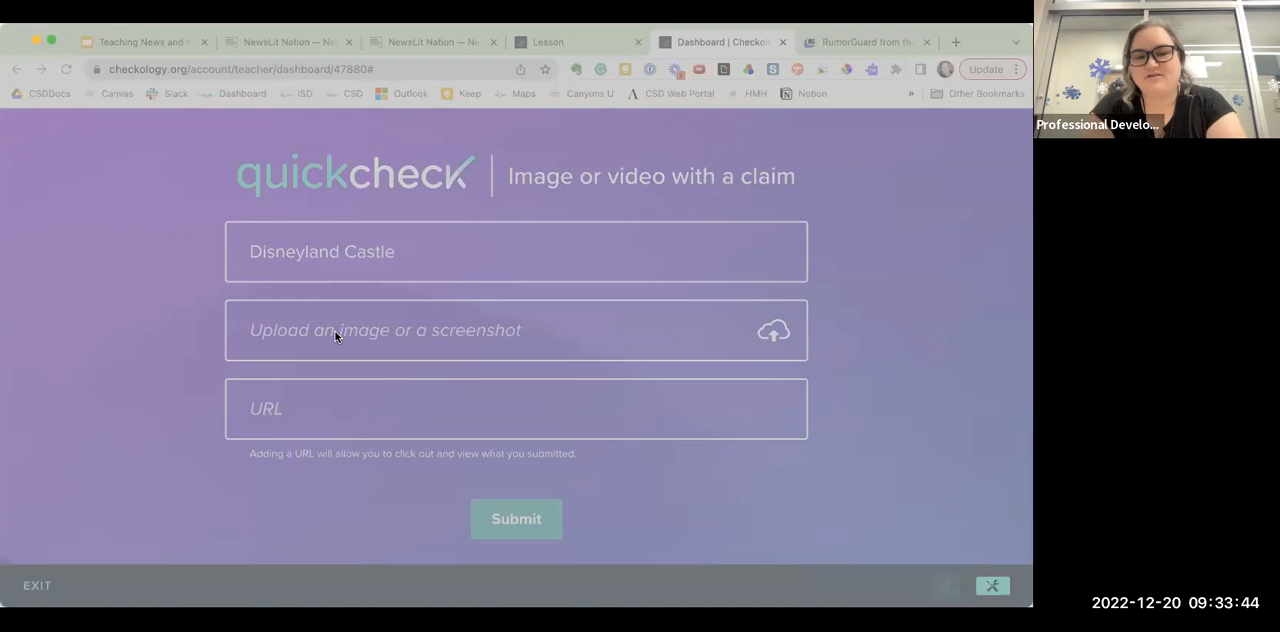 Teaching News and i
NewsLit Nation — Ne
NewsLit Nation — Ne
Lesson
Dashboard | Checkolo
RumorGuard from the
checkology.org/account/teacher/dashboard/47880#
Update
CSDDocs
Canvas
Slack
Dashboard
ISD
CSD
Outlook
Keep
Maps
Canyons U
CSD Web Portal
HMH
Notion
»
Other Bookmarks
Professional Develo...
quickcheck | Image or video with a claim
Disneyland Castle
Upload an image or a screenshot
URL
Adding a URL will allow you to click out and view what you submitted.
Submit
EXIT
2022-12-20 09:33:44